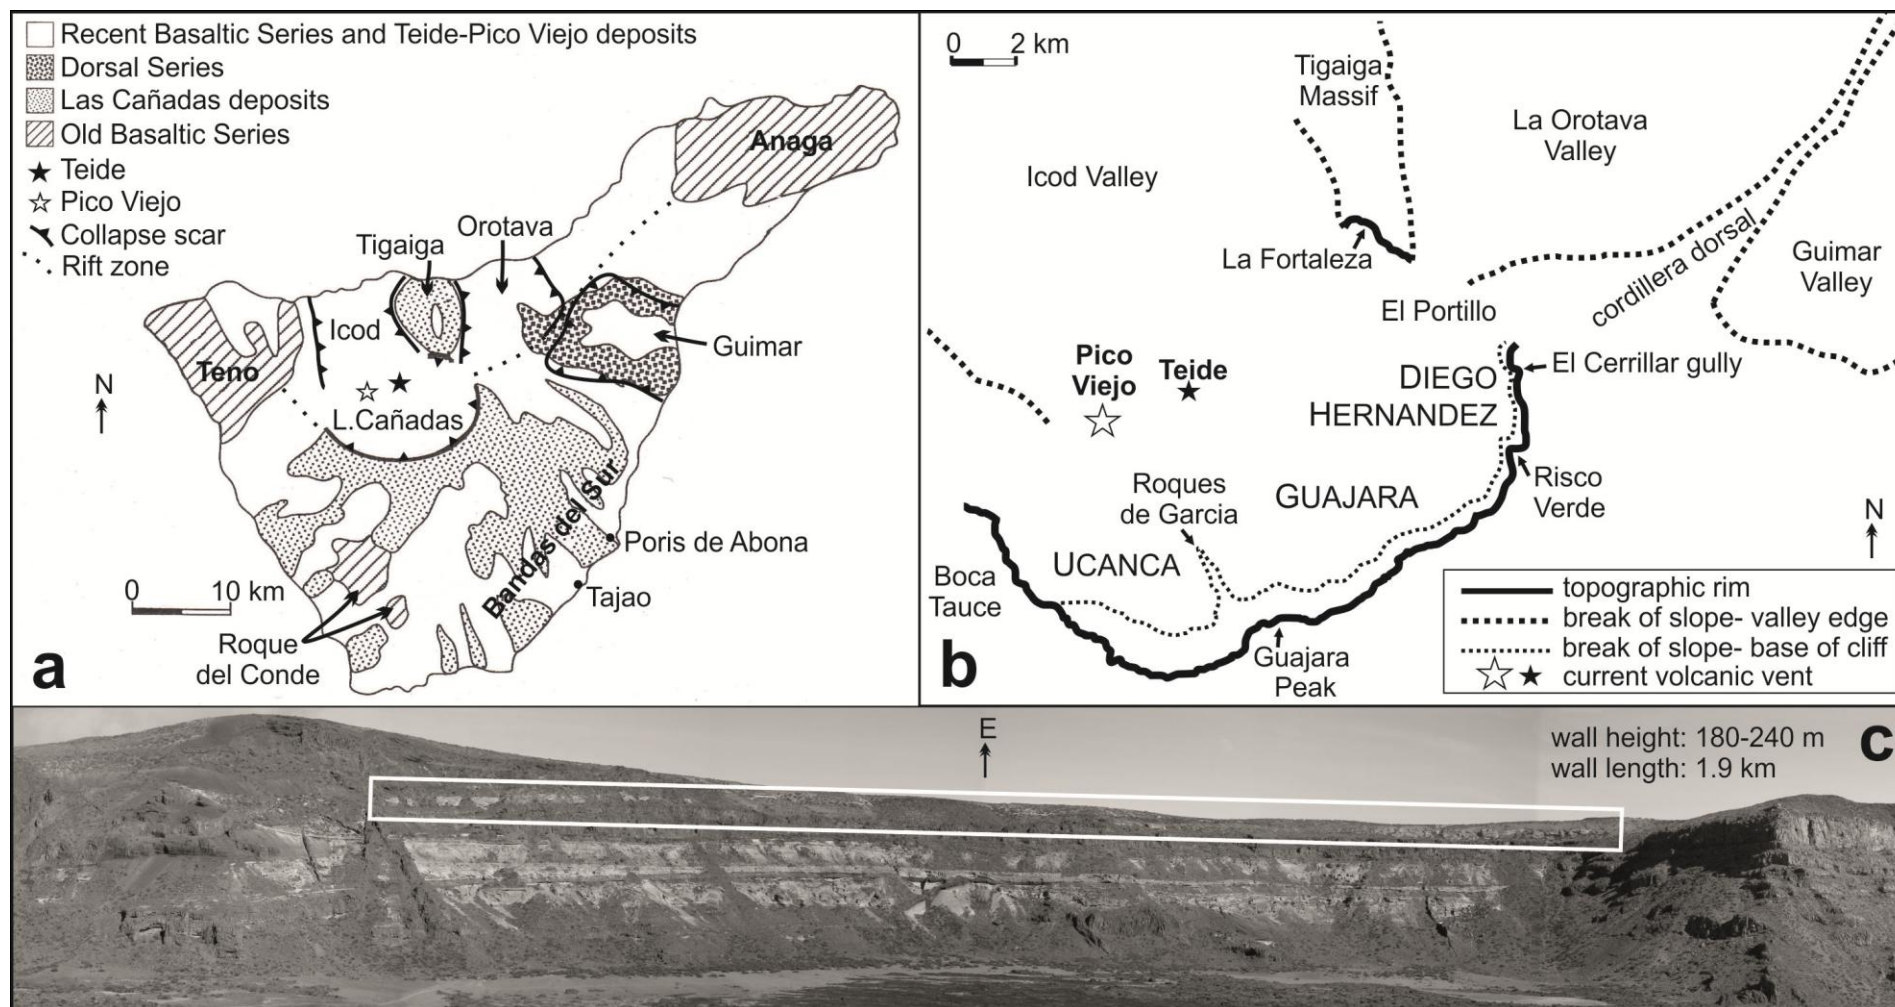 Recent Basaltic Series and Teide-Pico Viejo deposits
Dorsal Series
Las Cañadas deposits
Old Basaltic Series
Teide
Pico Viejo
Collapse scar
Rift zone
N
Anaga
Orotava
Tigaiga
Icod
Teno
Guimar
L.Cañadas
Bandas del Sur
Poris de Abona
Tajao
0 10 km
Roque
del Conde
a
0 2 km
Tigaiga
Massif
La Orotava
Valley
Icod Valley
La Fortaleza
cordillera dorsal
Guimar
Valley
El Portillo
Pico
Viejo
Teide
El Cerrillar gully
DIEGO
HERNANDEZ
Roques
de Garcia
GUAJARA
Risco
Verde
N
UCANCA
Boca
Tauce
Guajara
Peak
topographic rim
break of slope- valley edge
break of slope- base of cliff
current volcanic vent
b
E
wall height: 180-240 m
wall length: 1.9 km
c